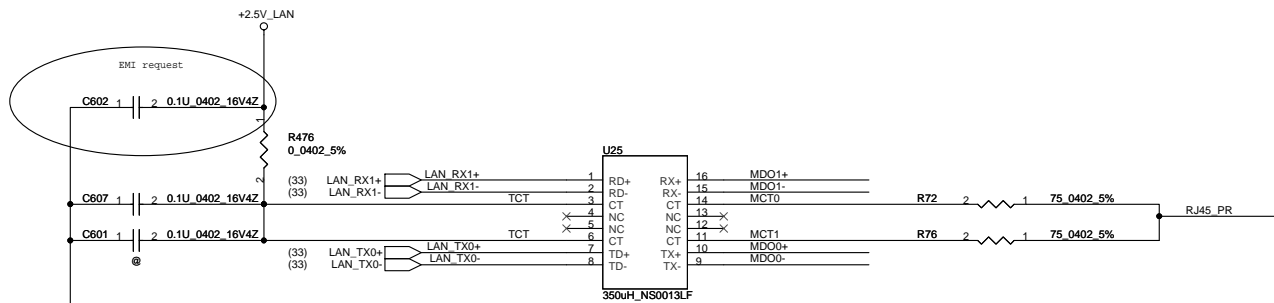 +2.5V_LAN
EMI request
C602 1 2 0.1U_0402_16V4Z
1
R476
0_0402_5%
2
U25
(33) LAN_RX1+ LAN_RX1+ 1 RD+ RX+ 16 MDO1+
(33) LAN_RX1- LAN_RX1- 2 RD- RX- 15 MDO1-
C607 1 2 0.1U_0402_16V4Z TCT 3 CT CT 14 MCT0 R72 2 1 75_0402_5%
4 NC NC 13
RJ45_PR
5 NC NC 12
C601 1 2 0.1U_0402_16V4Z TCT 6 CT CT 11 MCT1 R76 2 1 75_0402_5%
@
(33) LAN_TX0+ LAN_TX0+ 7 TD+ TX+ 10 MDO0+
(33) LAN_TX0- LAN_TX0- 8 TD- TX- 9 MDO0-
350uH_NS0013LF